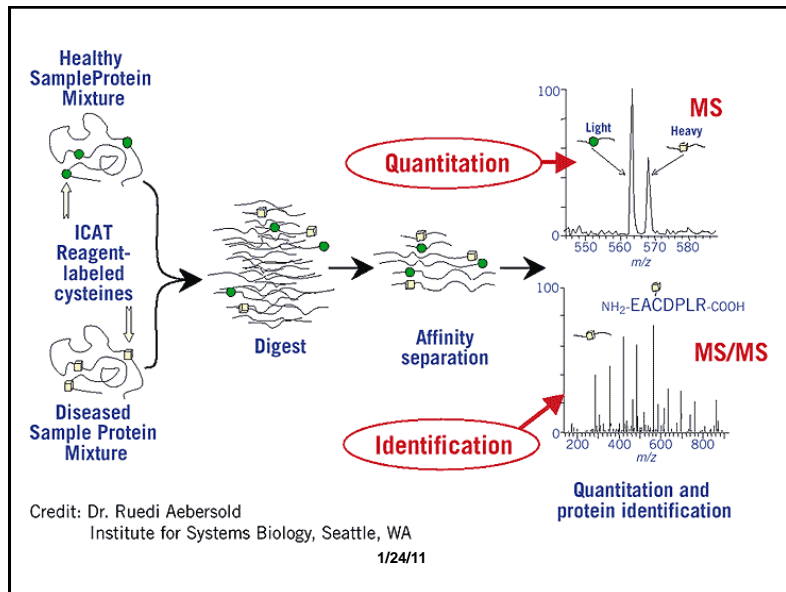 Healthy
SampleProtein
Mixture
ICAT
Reagent-
labeled
cysteines
Diseased
Sample Protein
Mixture
Digest
Affinity
separation
Quantitation
Identification
100
MS
Light
Heavy
0
550 560 570 580
m/z
100
NH2-EACDPLR-COOH
MS/MS
0
200 400 600 800
m/z
Quantitation and
protein identification
Credit: Dr. Ruedi Aebersold
Institute for Systems Biology, Seattle, WA
1/24/11